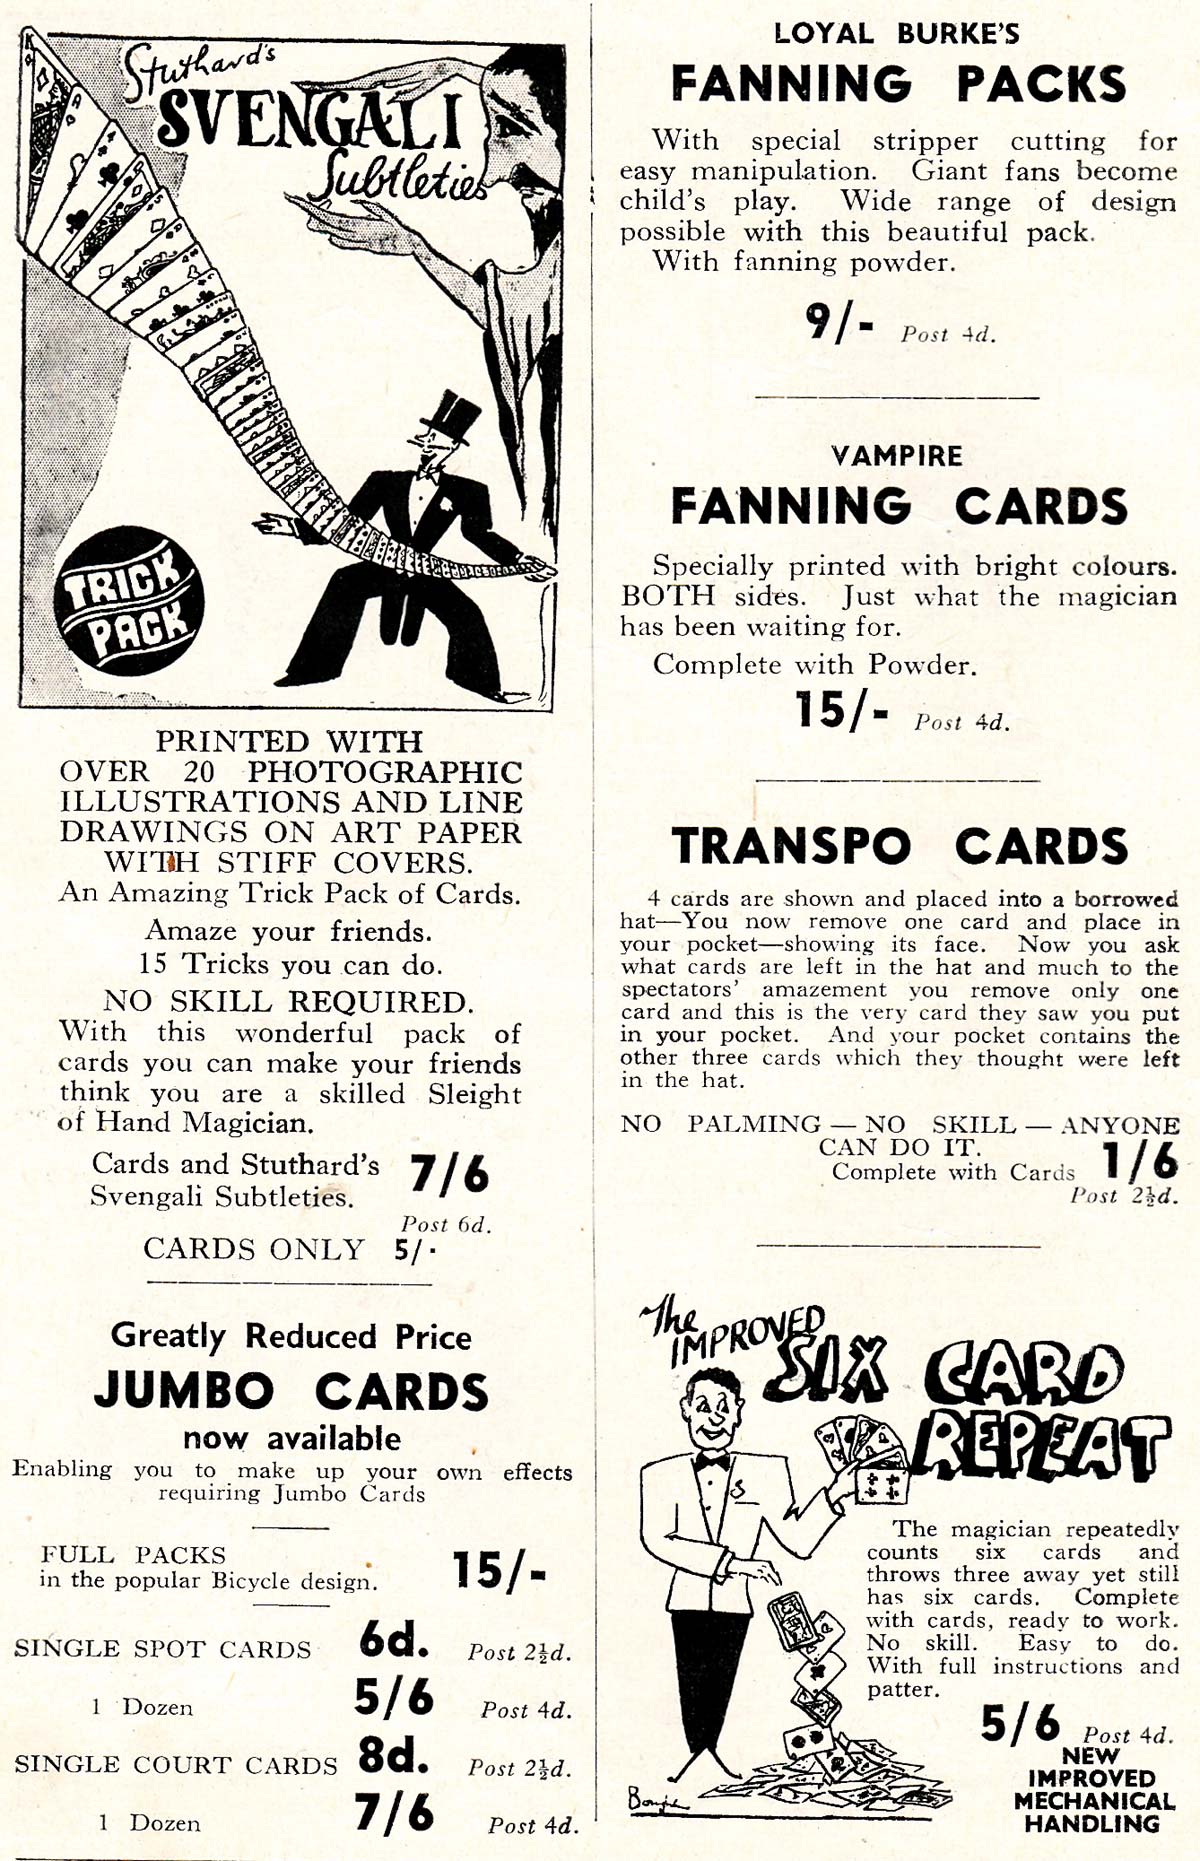 Stuthard's
SVENGALI
Subtleties
TRICK
PACK
PRINTED WITH
OVER 20 PHOTOGRAPHIC
ILLUSTRATIONS AND LINE
DRAWINGS ON ART PAPER
WITH STIFF COVERS.
An Amazing Trick Pack of Cards.
Amaze your friends.
15 Tricks you can do.
NO SKILL REQUIRED.
With this wonderful pack of
cards you can make your friends
think you are a skilled Sleight
of Hand Magician.
Cards and Stuthard's 7/6
Svengali Subtleties.
Post 6d.
CARDS ONLY 5/-
Greatly Reduced Price
JUMBO CARDS
now available
Enabling you to make up your own effects
requiring Jumbo Cards
FULL PACKS
in the popular Bicycle design. 15/-
SINGLE SPOT CARDS 6d. Post 2½d.
1 Dozen 5/6 Post 4d.
SINGLE COURT CARDS 8d. Post 2½d.
1 Dozen 7/6 Post 4d.
LOYAL BURKE'S
FANNING PACKS
With special stripper cutting for
easy manipulation. Giant fans become
child's play. Wide range of design
possible with this beautiful pack.
With fanning powder.
9/- Post 4d.
VAMPIRE
FANNING CARDS
Specially printed with bright colours.
BOTH sides. Just what the magician
has been waiting for.
Complete with Powder.
15/- Post 4d.
TRANSPO CARDS
4 cards are shown and placed into a borrowed
hat—You now remove one card and place in
your pocket—showing its face. Now you ask
what cards are left in the hat and much to the
spectators' amazement you remove only one
card and this is the very card they saw you put
in your pocket. And your pocket contains the
other three cards which they thought were left
in the hat.
NO PALMING — NO SKILL — ANYONE
CAN DO IT.
Complete with Cards 1/6
Post 2½d.
The
IMPROVED
SIX CARD
REPEAT
The magician repeatedly
counts six cards and
throws three away yet still
has six cards. Complete
with cards, ready to work.
No skill. Easy to do.
With full instructions and
patter.
5/6 Post 4d.
NEW
IMPROVED
MECHANICAL
HANDLING